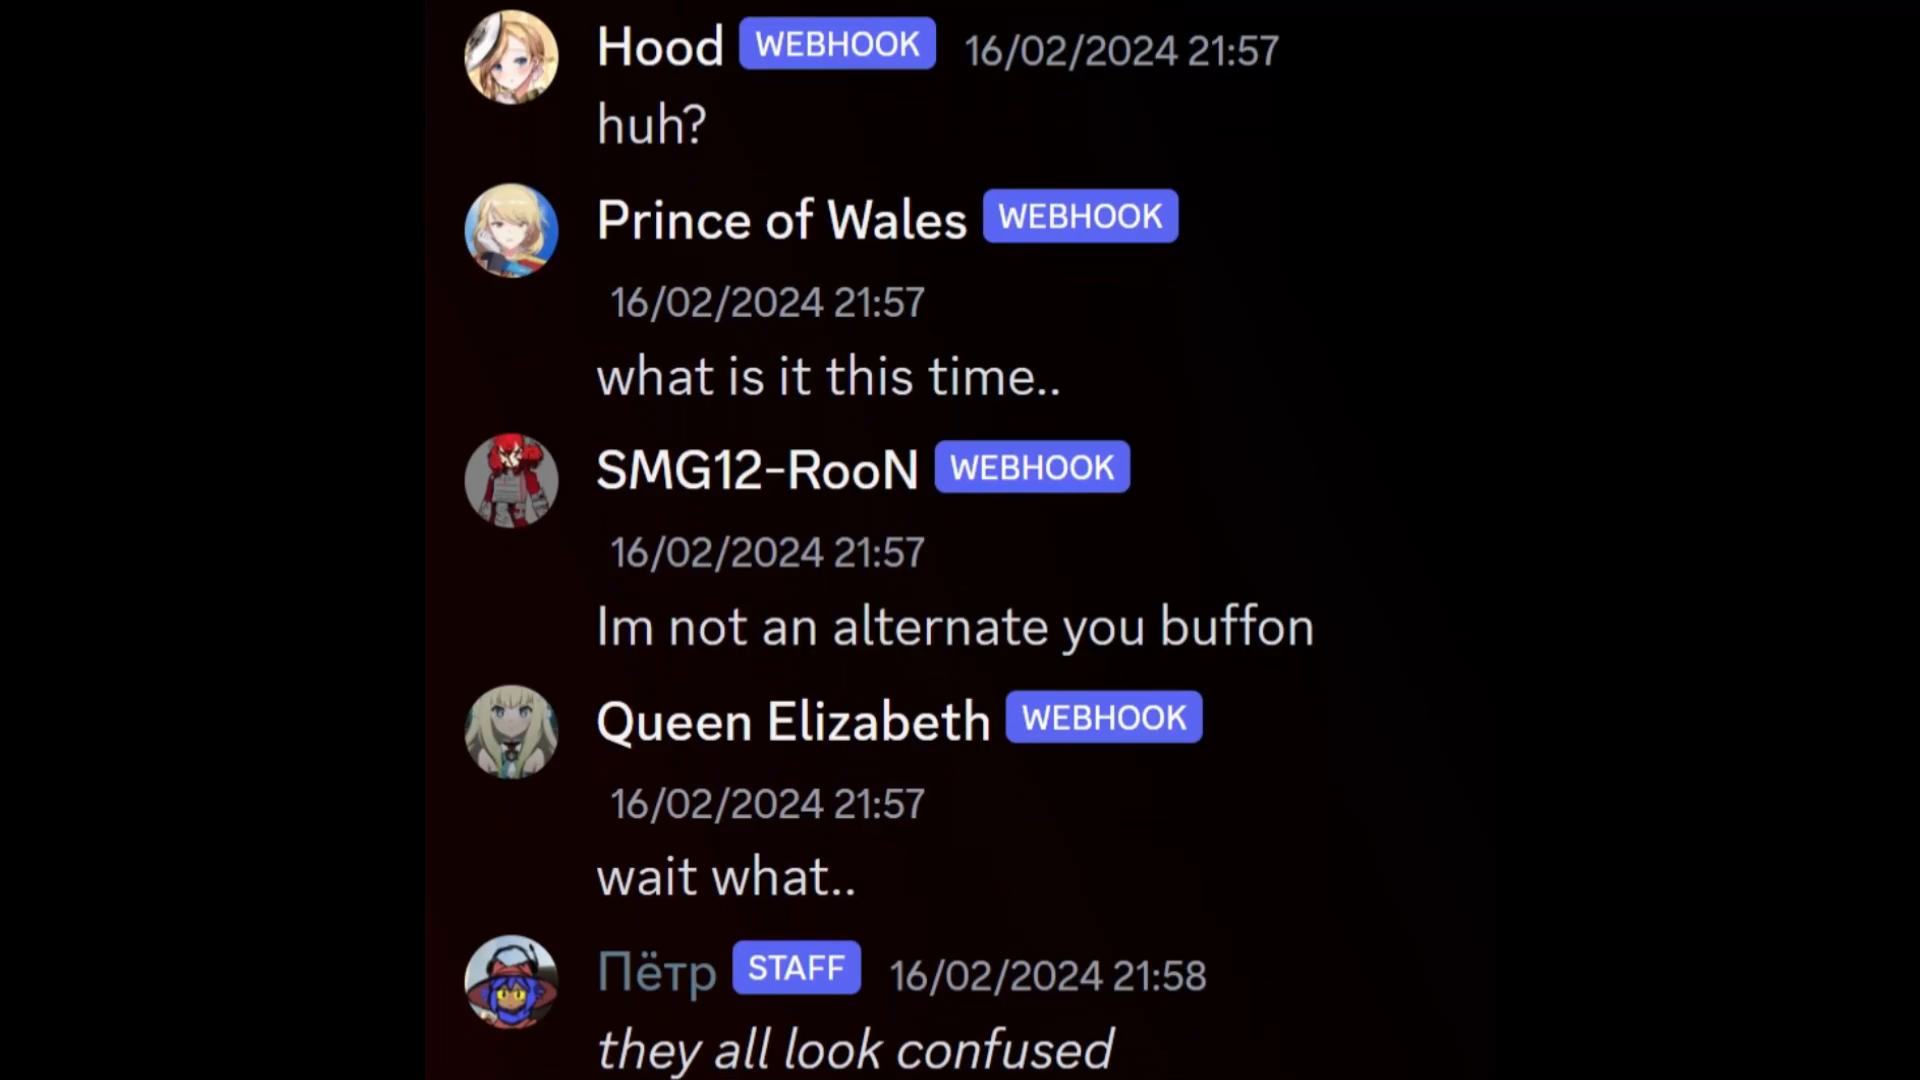 Hood WEBHOOK 16/02/2024 21:57
huh?
Prince of Wales WEBHOOK
16/02/2024 21:57
what is it this time..
SMG12-RooN WEBHOOK
16/02/2024 21:57
Im not an alternate you buffon
Queen Elizabeth WEBHOOK
16/02/2024 21:57
wait what..
Пётр STAFF 16/02/2024 21:58
they all look confused